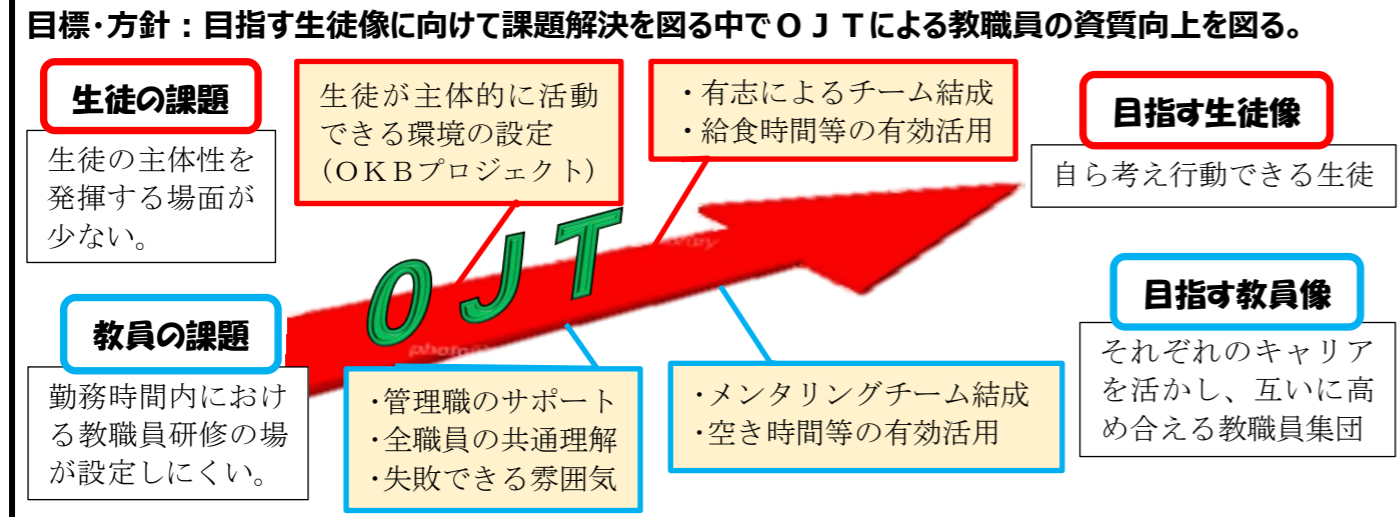 目標・方針：目指す生徒像に向けて課題解決を図る中でＯＪＴによる教職員の資質向上を図る。
生徒の課題
生徒の主体性を
発揮する場面が
少ない。
生徒が主体的に活動
できる環境の設定
（ＯＫＢプロジェクト）
・有志によるチーム結成
・給食時間等の有効活用
目指す生徒像
自ら考え行動できる生徒
ＯＪＴ
教員の課題
勤務時間内におけ
る教職員研修の場
が設定しにくい。
・管理職のサポート
・全職員の共通理解
・失敗できる雰囲気
・メンタリングチーム結成
・空き時間等の有効活用
目指す教員像
それぞれのキャリア
を活かし、互いに高
め合える教職員集団